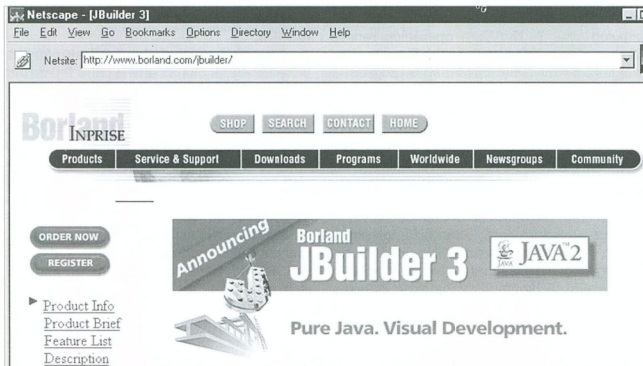 Netscape - [JBuilder 3]
File Edit View Go Bookmarks Options Directory Window Help
Netsite: http://www.borland.com/jbuilder/
Borland INPRISE
SHOP SEARCH CONTACT HOME
Products Service & Support Downloads Programs Worldwide Newsgroups Community
ORDER NOW
REGISTER
Announcing
Borland
JBuilder 3
JAVA
JAVA™2
Product Info
Product Brief
Feature List
Description
Pure Java. Visual Development.